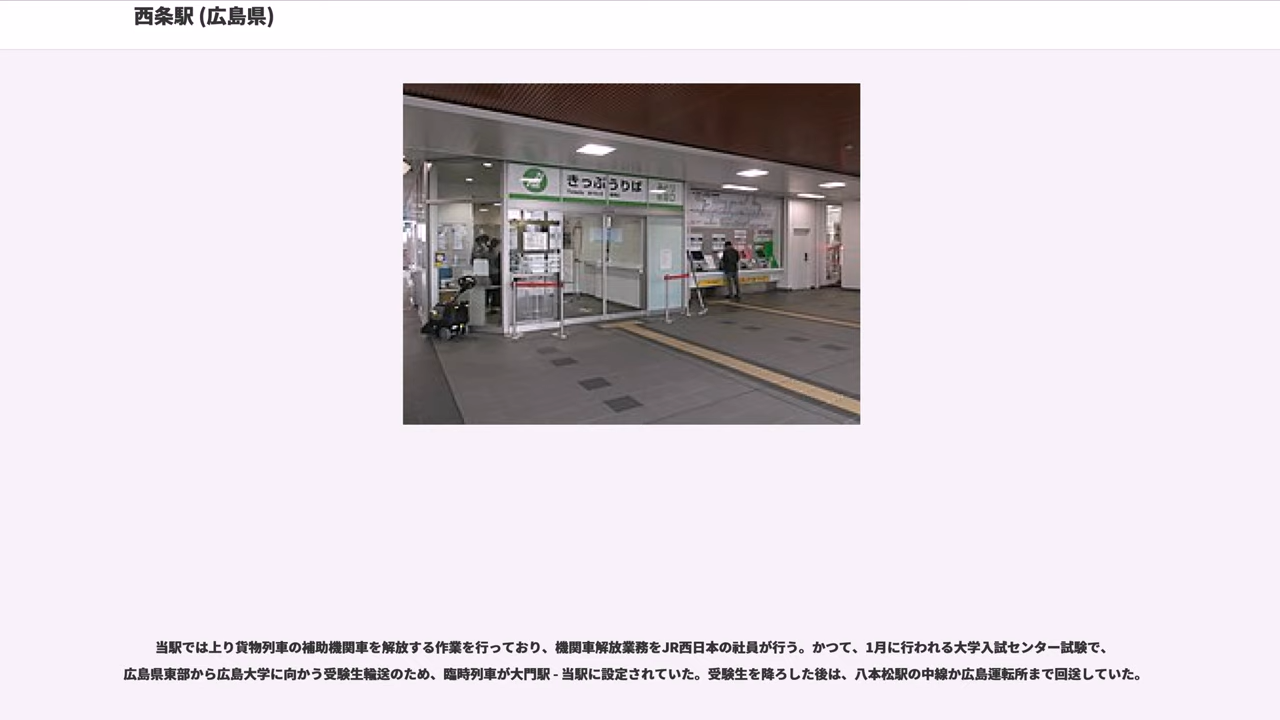 西条駅 (広島県)
きっぷうりば
当駅では上り貨物列車の補助機関車を解放する作業を行っており、機関車解放業務をJR西日本の社員が行う。かつて、1月に行われる大学入試センター試験で、
広島県東部から広島大学に向かう受験生輸送のため、臨時列車が大門駅 - 当駅に設定されていた。受験生を降ろした後は、八本松駅の中線か広島運転所まで回送していた。